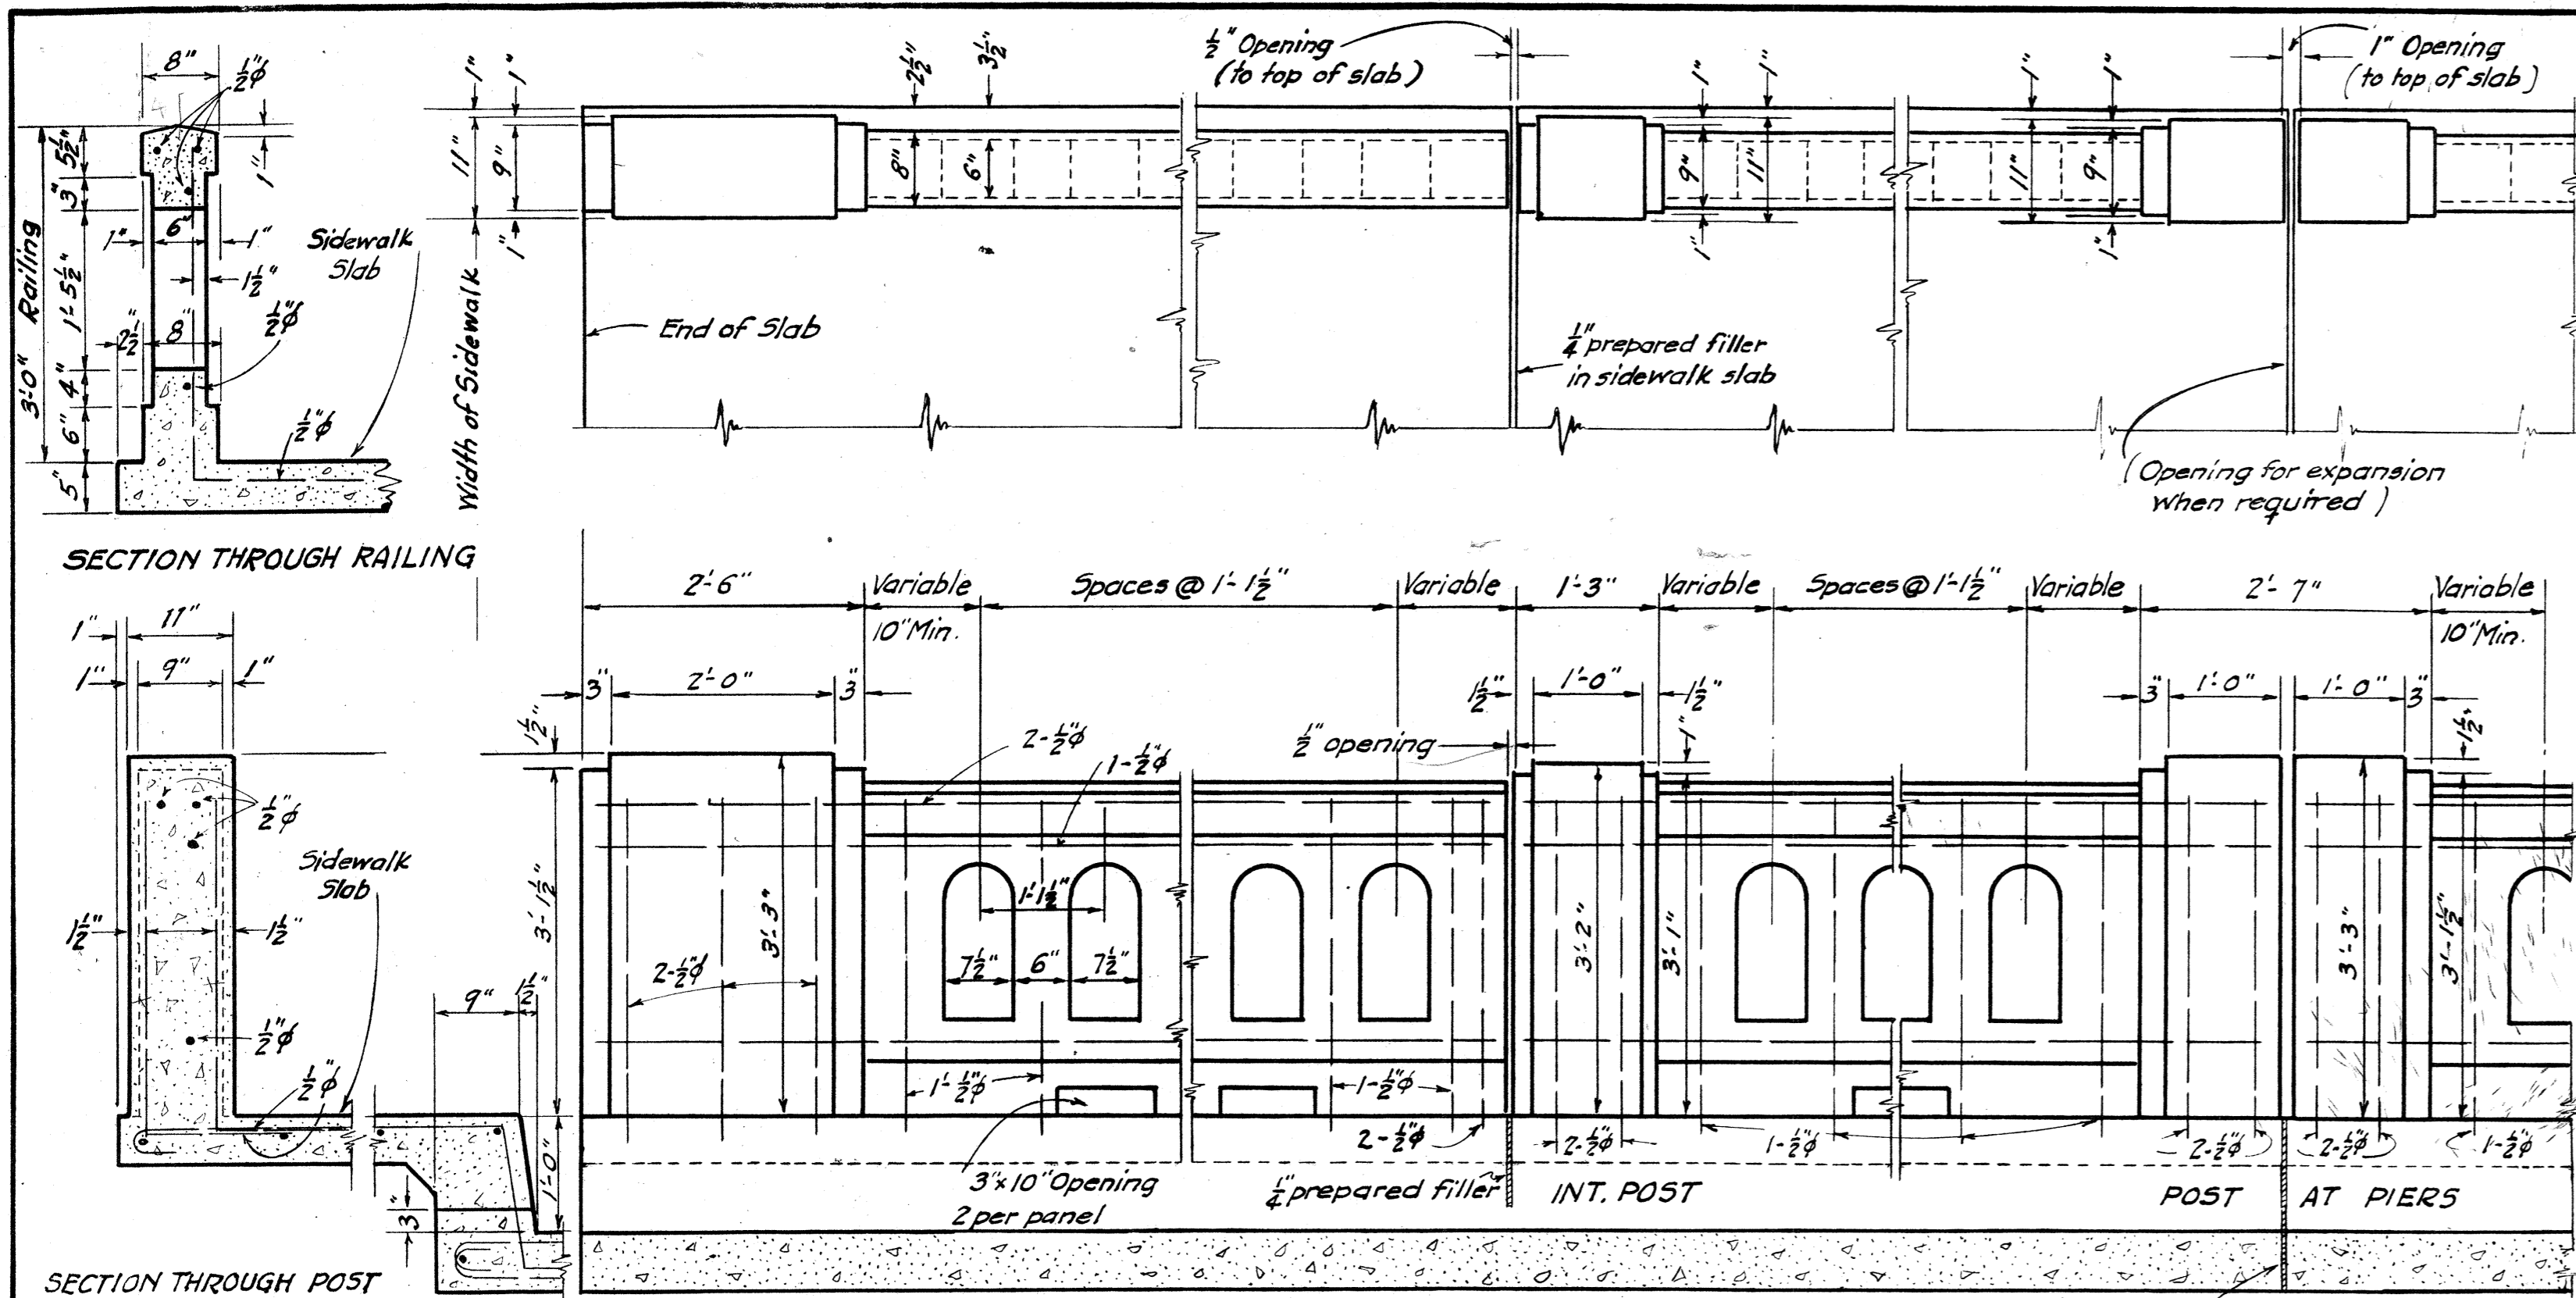 8"
½"φ
5½"
1"
3"
3'-0" Railing
1"
6"
1"
Sidewalk
Slab
1'-5½"
1½"
½"φ
2½"
8"
4"
½"φ
6"
5"
SECTION THROUGH RAILING
1"
1"
11"
9"
1"
Width of Sidewalk
2½"
3½"
8"
6"
End of Slab
½" Opening
(to top of slab)
1"
1"
9"
11"
1"
¼" prepared filler
in sidewalk slab
1"
1"
11"
9"
1"
1" Opening
(to top of slab)
(Opening for expansion
when required)
2'-6"
Variable
Spaces @ 1'-1½"
Variable
1'-3"
Variable
Spaces @ 1'-1½"
Variable
2'-7"
Variable
10" Min.
10" Min.
3"
2'-0"
3"
1½"
1'-0"
1½"
3"
1'-0"
1'-0"
3"
1"
11"
1"
9"
1"
½"φ
Sidewalk
Slab
1½"
1½"
½"φ
½"φ
9"
1½"
3"
SECTION THROUGH POST
1½"
3'-1½"
1'-0"
3'-3"
2-½"φ
2-½"φ
1-½"φ
½" opening
1'-1½"
7½"
6"
7½"
1'-½"φ
1-½"φ
2-½"φ
3"x10" Opening
2 per panel
¼" prepared filler
1"
3'-2"
3'-1"
2-½"φ
1-½"φ
INT. POST
1½"
3'-3"
3'-1½"
2-½"φ
2-½"φ
1-½"φ
POST
AT PIERS